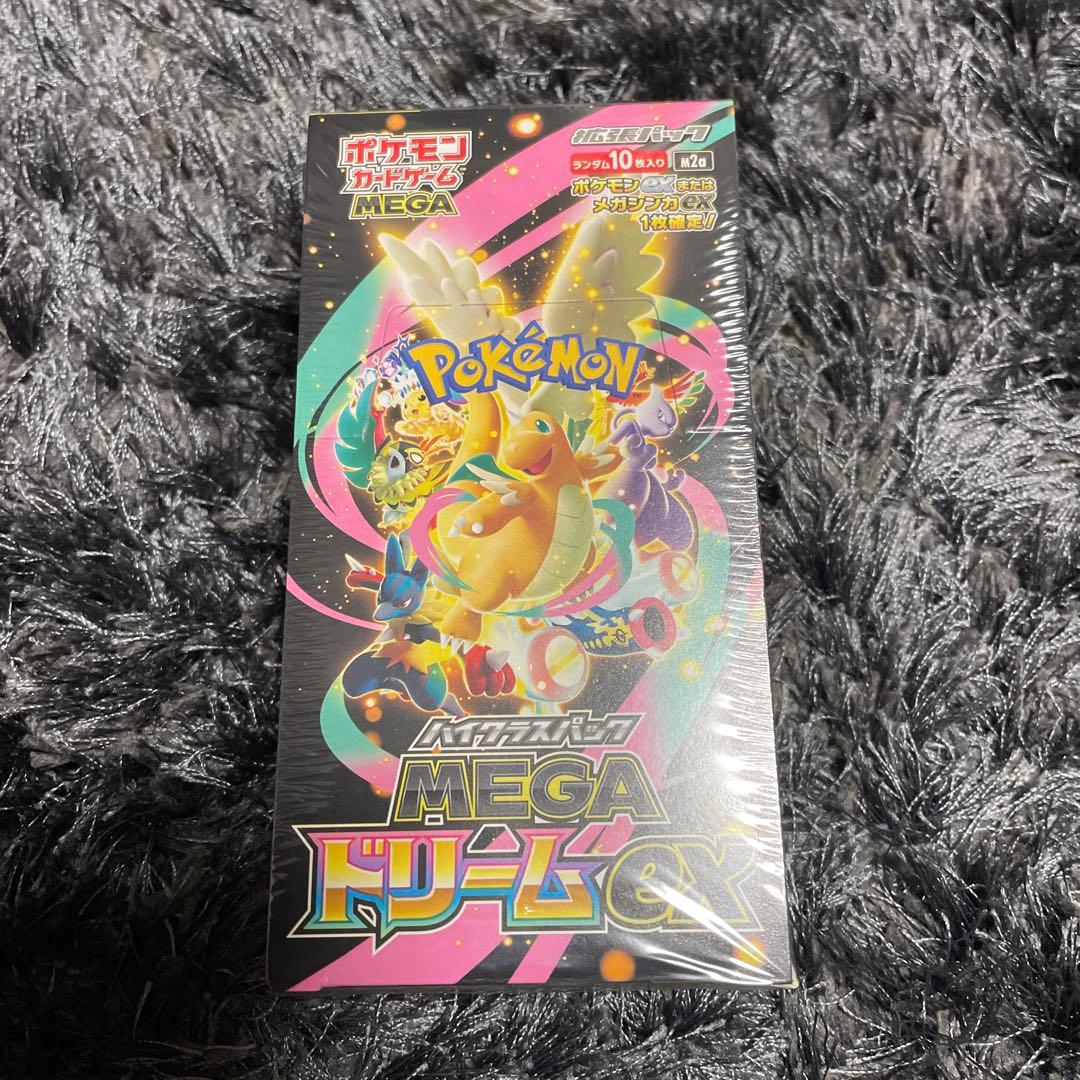 ポケモン
カードゲーム
MEGA
拡張パック
ランダム10枚入り M2a
ポケモンexまたは
メガシンカex
1枚確定!
POKéMON
TM
ハイクラスパック
MEGA
ドリームex